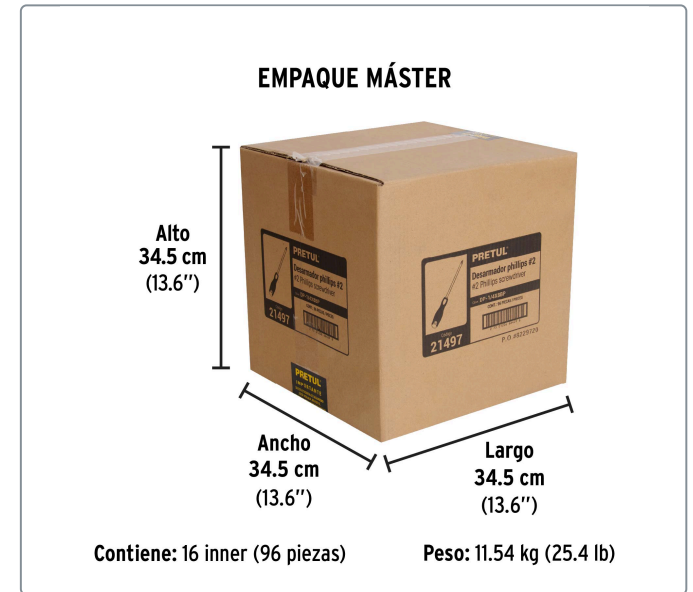 EMPAQUE MÁSTER
Alto
34.5 cm
(13.6’’)
PRETUL
Desarmador phillips #2
#2 Phillips screwdriver
21497
PRETUL
IMPORTANTE
PRETUL
Desarmador phillips #2
#2 Phillips screwdriver
Código
21497
Ancho
34.5 cm
(13.6’’)
Largo
34.5 cm
(13.6’’)
Contiene: 16 inner (96 piezas)
Peso: 11.54 kg (25.4 lb)